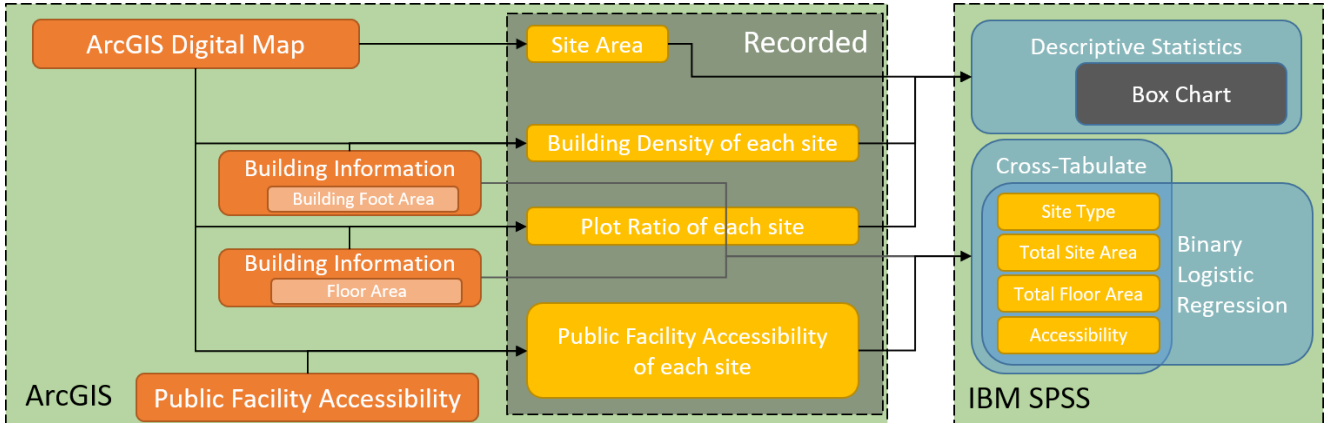 ArcGIS Digital Map
Site Area
Recorded
Building Density of each site
Building Information
Building Foot Area
Plot Ratio of each site
Building Information
Floor Area
Public Facility Accessibility
of each site
Public Facility Accessibility
ArcGIS
Descriptive Statistics
Box Chart
Cross-Tabulate
Site Type
Total Site Area
Total Floor Area
Accessibility
Binary
Logistic
Regression
IBM SPSS